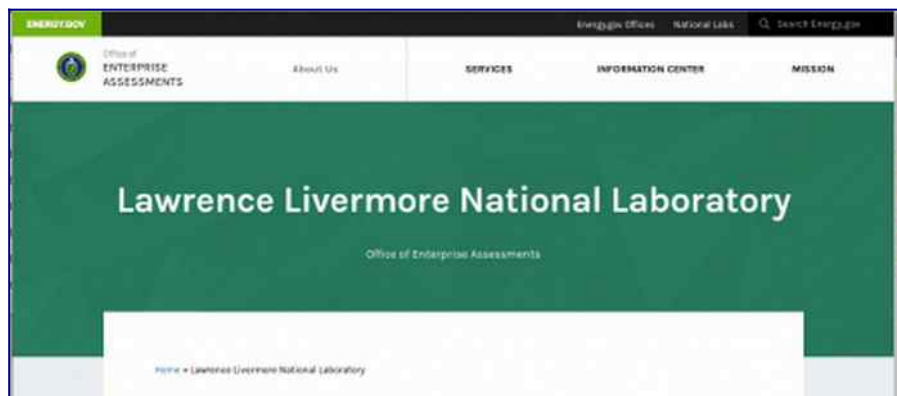 ENERGY.GOV
Energy.gov Offices National Labs Search Energy.gov
Office of
ENTERPRISE
ASSESSMENTS
About Us SERVICES INFORMATION CENTER MISSION
Lawrence Livermore National Laboratory
Office of Enterprise Assessments
Home » Lawrence Livermore National Laboratory